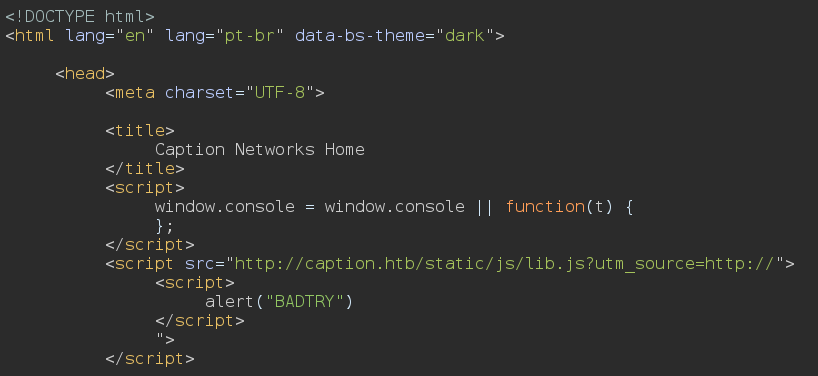 <!DOCTYPE html>
<html lang="en" lang="pt-br" data-bs-theme="dark">
<head>
<meta charset="UTF-8">
<title>
Caption Networks Home
</title>
<script>
window.console = window.console || function(t) {
};
</script>
<script src="http://caption.htb/static/js/lib.js?utm_source=http://">
<script>
alert("BADTRY")
</script>
">
</script>